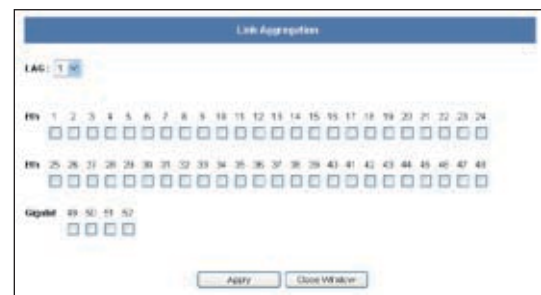 Link Aggregation
LAG : 1
Eth 1 2 3 4 5 6 7 8 9 10 11 12 13 14 15 16 17 18 19 20 21 22 23 24
Eth 25 26 27 28 29 30 31 32 33 34 35 36 37 38 39 40 41 42 43 44 45 46 47 48
Gigabit 49 50 51 52
Apply Close Window